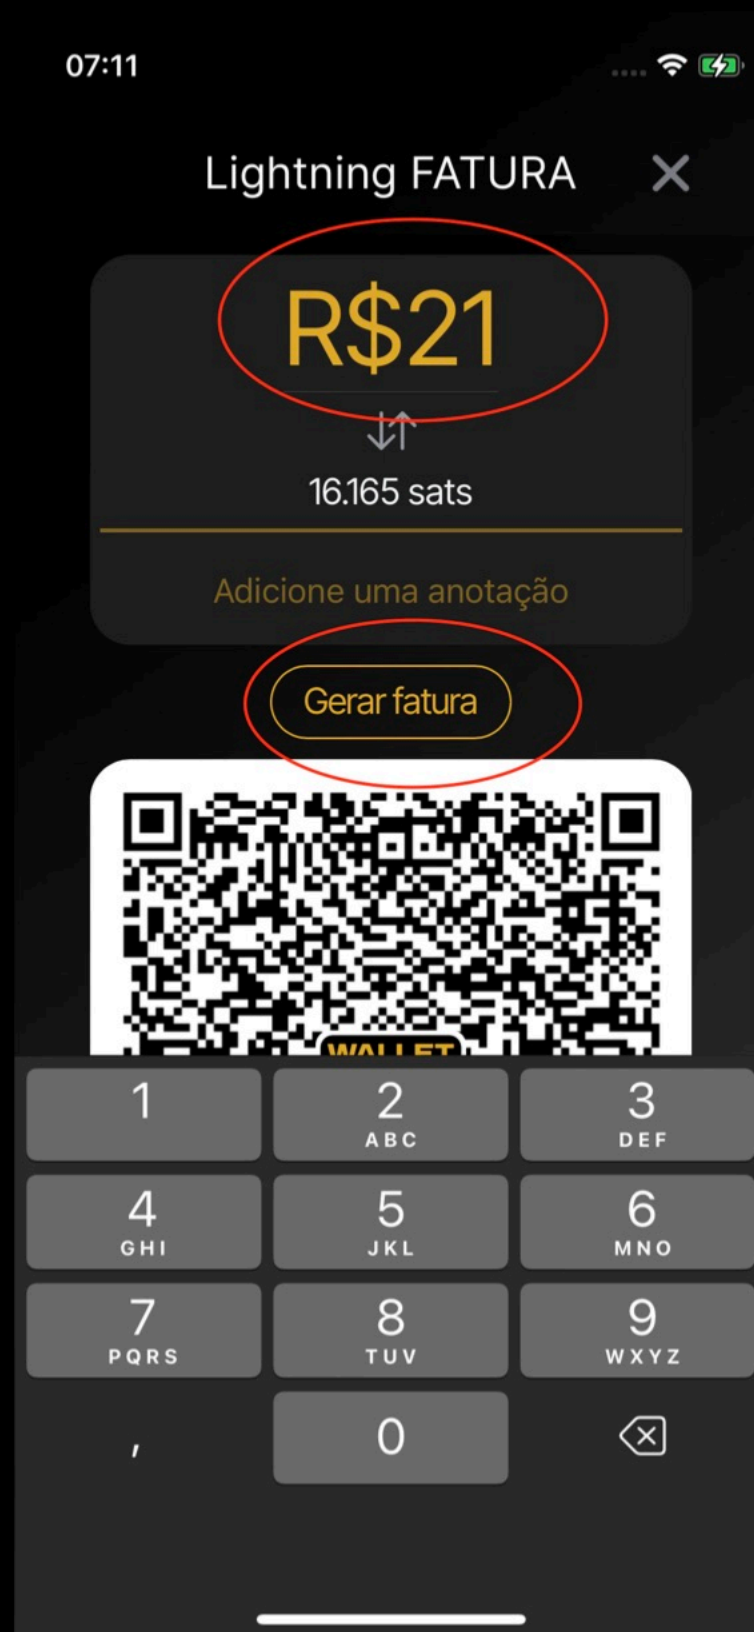 07:11
Lightning FATURA
R$21
16.165 sats
Adicione uma anotação
Gerar fatura
WALLET
1
2
ABC
3
DEF
4
GHI
5
JKL
6
MNO
7
PQRS
8
TUV
9
WXYZ
,
0